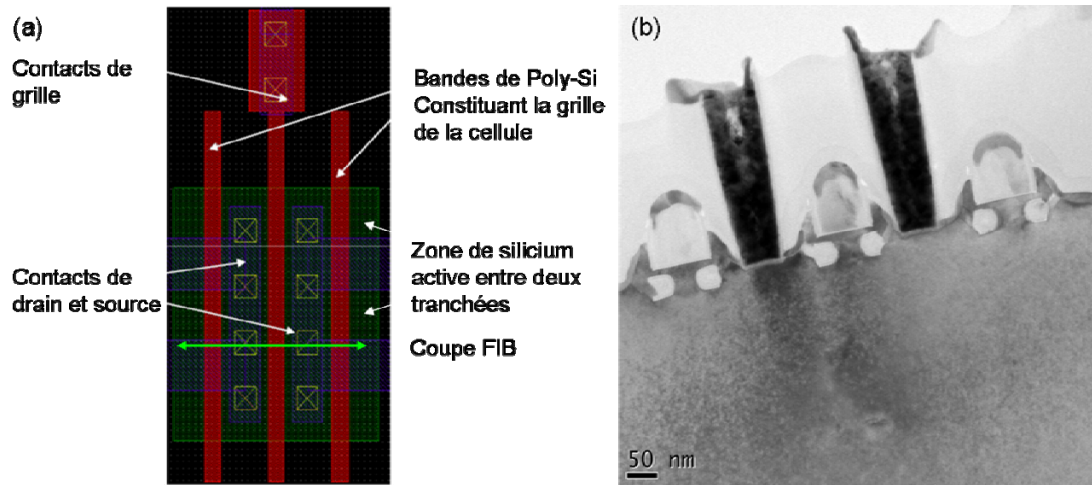 (a)
Contacts de
grille
Contacts de
drain et source
Bandes de Poly-Si
Constituant la grille
de la cellule
Zone de silicium
active entre deux
tranchées
Coupe FIB
(b)
50 nm